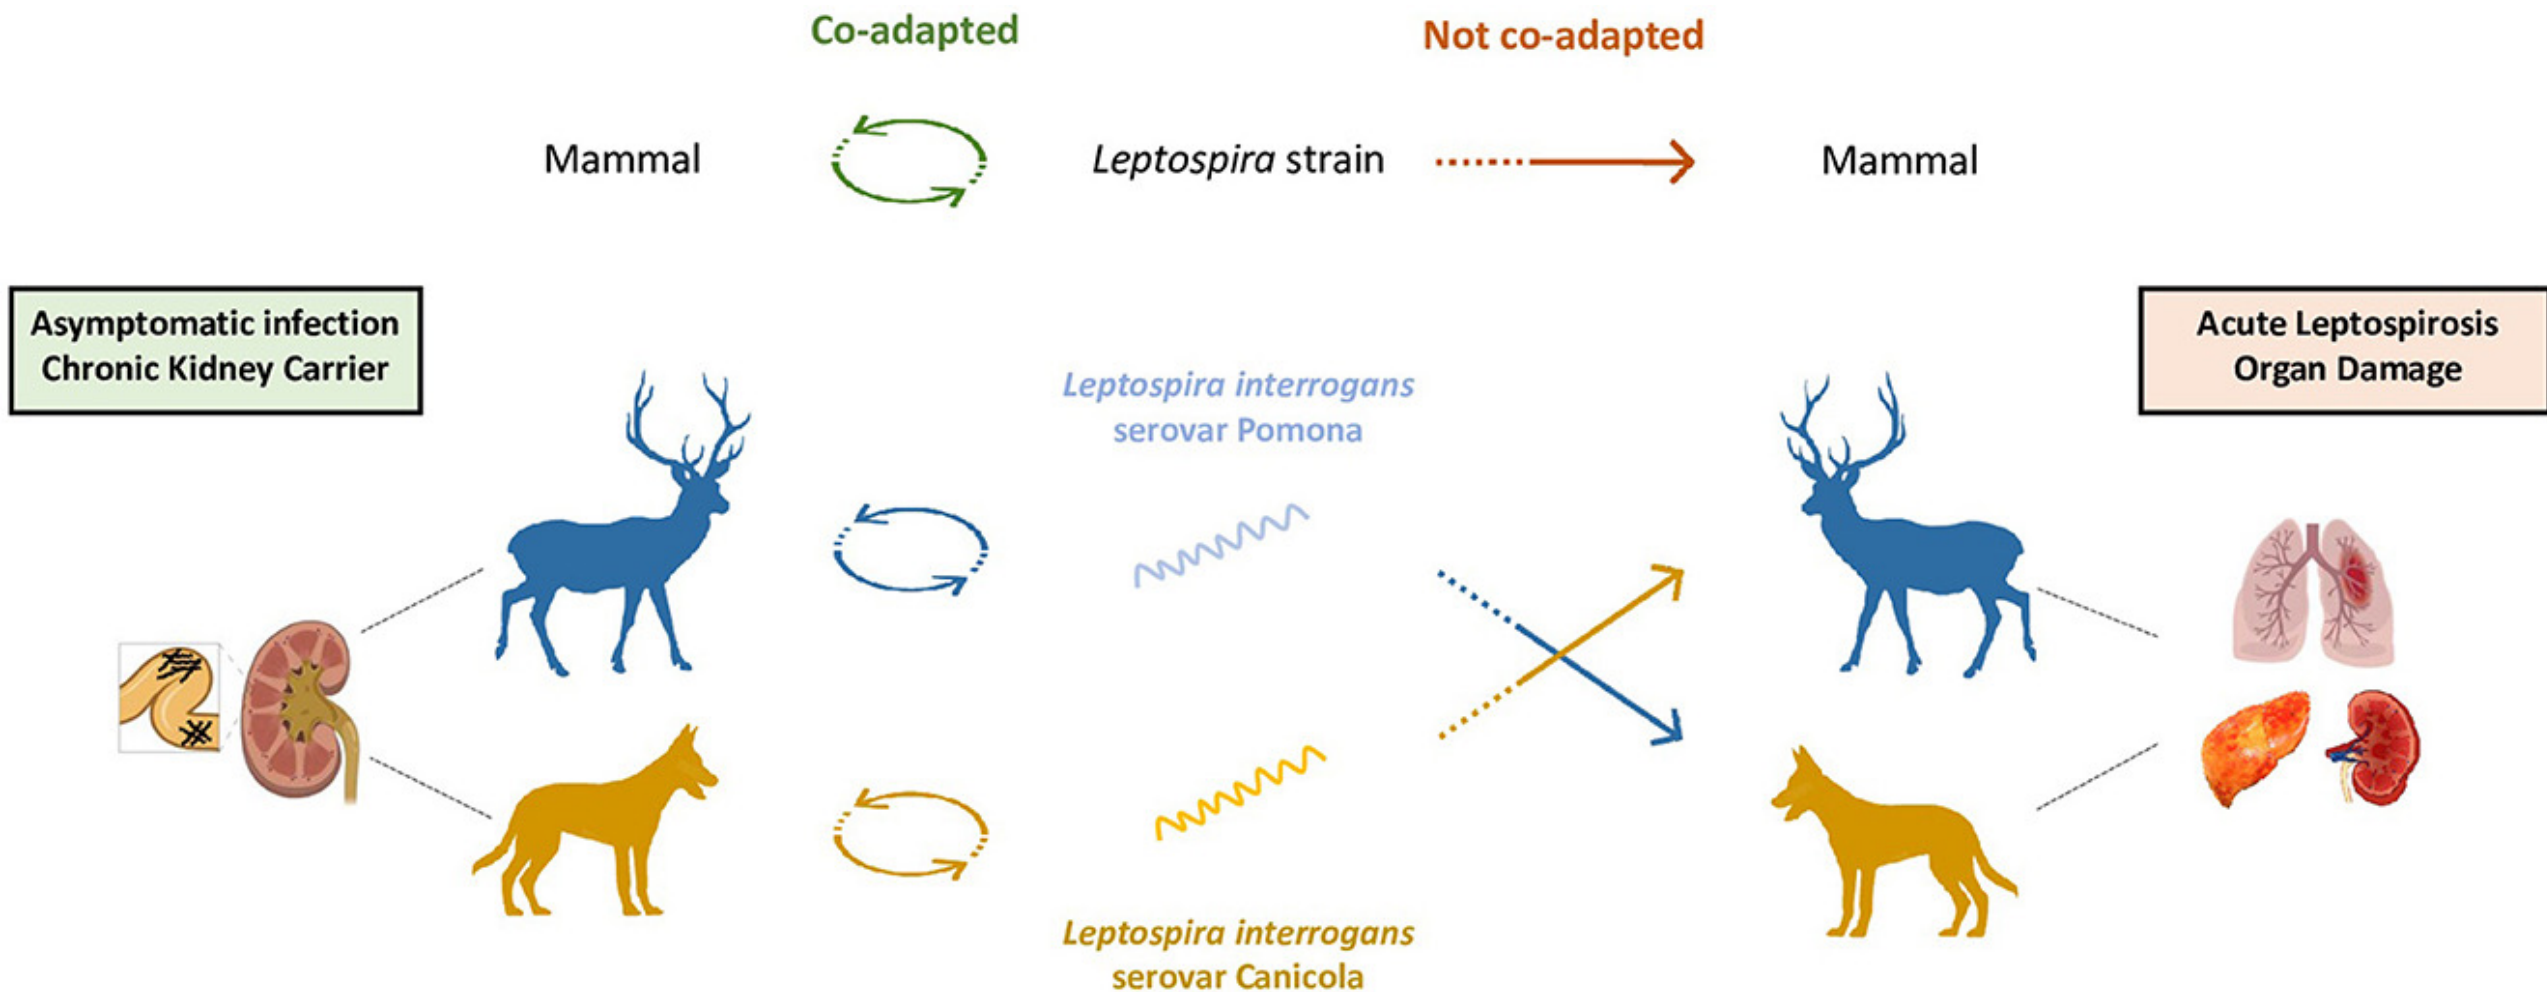 Co-adapted
Not co-adapted
Mammal
Leptospira strain
Mammal
Asymptomatic infection
Chronic Kidney Carrier
Acute Leptospirosis
Organ Damage
Leptospira interrogans
serovar Pomona
Leptospira interrogans
serovar Canicola